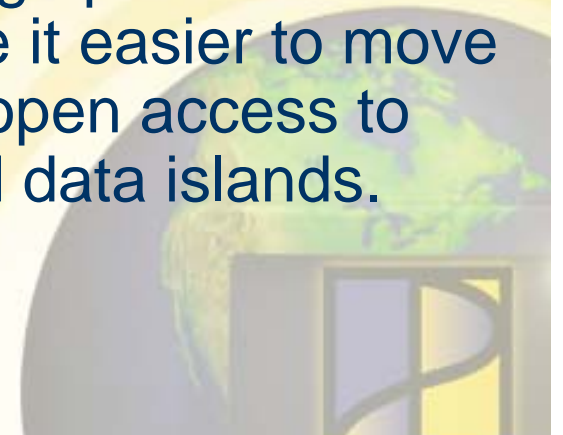 e it easier to move
open access to
data islands.